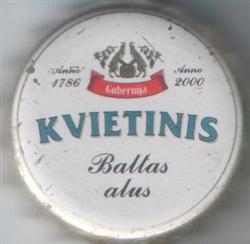 Anno Anno
1786 2000
Gubernija
KVIETINIS
Baltas
alus